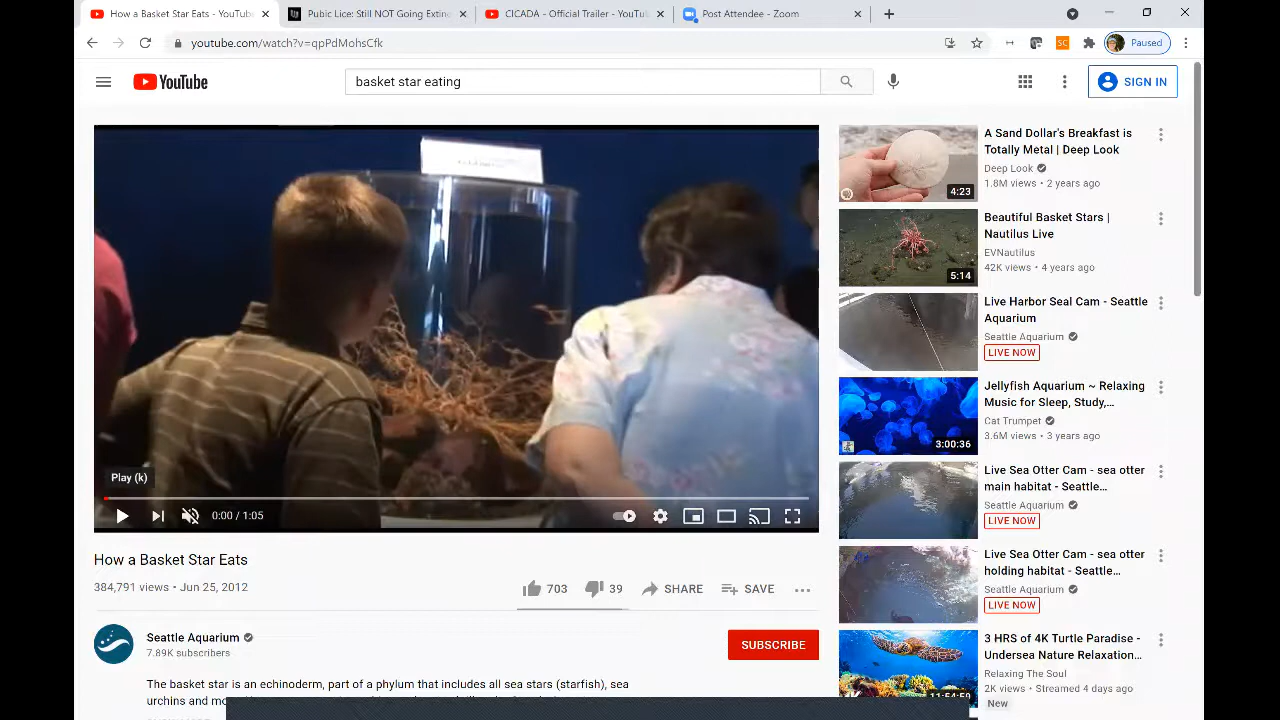 How a Basket Star Eats - YouTube
Pubic Lice: Still NOT Going Extinc
- Official Trailer - YouTube
Post Attendee - Zoom
youtube.com/watch?v=qpPdMohsCfk
SC
Paused
YouTube
basket star eating
SIGN IN
Play (k)
0:00 / 1:05
How a Basket Star Eats
384,791 views • Jun 25, 2012
703
39
SHARE
SAVE
Seattle Aquarium
7.89K subscribers
SUBSCRIBE
The basket star is an echinoderm, part of a phylum that includes all sea stars (starfish), sea
urchins and
A Sand Dollar's Breakfast is
Totally Metal | Deep Look
Deep Look
1.8M views • 2 years ago
4:23
Beautiful Basket Stars |
Nautilus Live
EVNautilus
42K views • 4 years ago
5:14
Live Harbor Seal Cam - Seattle
Aquarium
Seattle Aquarium
LIVE NOW
Jellyfish Aquarium ~ Relaxing
Music for Sleep, Study,...
Cat Trumpet
3.6M views • 3 years ago
3:00:36
Live Sea Otter Cam - sea otter
main habitat - Seattle...
Seattle Aquarium
LIVE NOW
Live Sea Otter Cam - sea otter
holding habitat - Seattle...
Seattle Aquarium
LIVE NOW
3 HRS of 4K Turtle Paradise -
Undersea Nature Relaxation...
Relaxing The Soul
2K views • Streamed 4 days ago
New
11:54:59